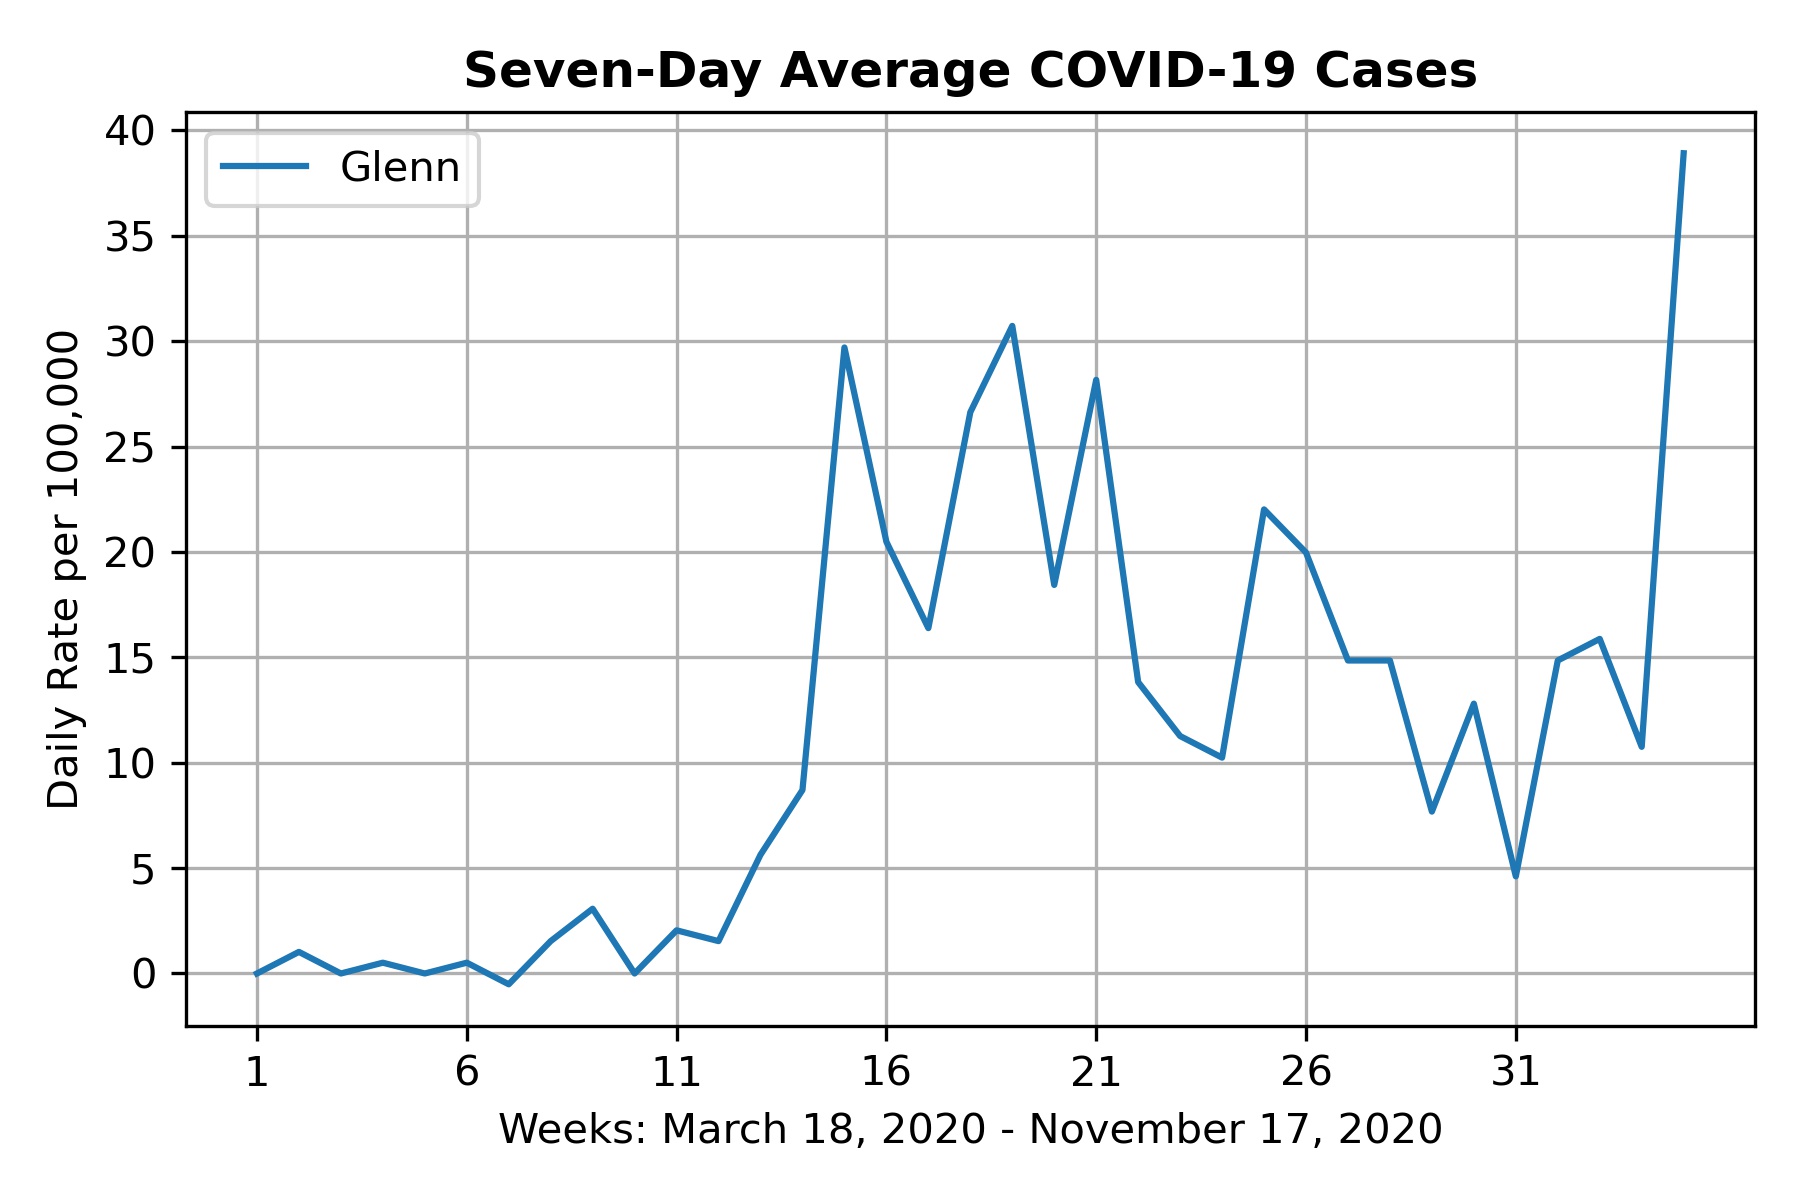 Seven-Day Average COVID-19 Cases
Glenn
Daily Rate per 100,000
40
35
30
25
20
15
10
5
0
1 6 11 16 21 26 31
Weeks: March 18, 2020 - November 17, 2020